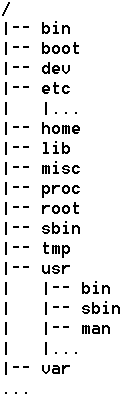 /
|-- bin
|-- boot
|-- dev
|-- etc
|   |...
|-- home
|-- lib
|-- misc
|-- proc
|-- root
|-- sbin
|-- tmp
|-- usr
|   |-- bin
|   |-- sbin
|   |-- man
|   |...
|-- var
...